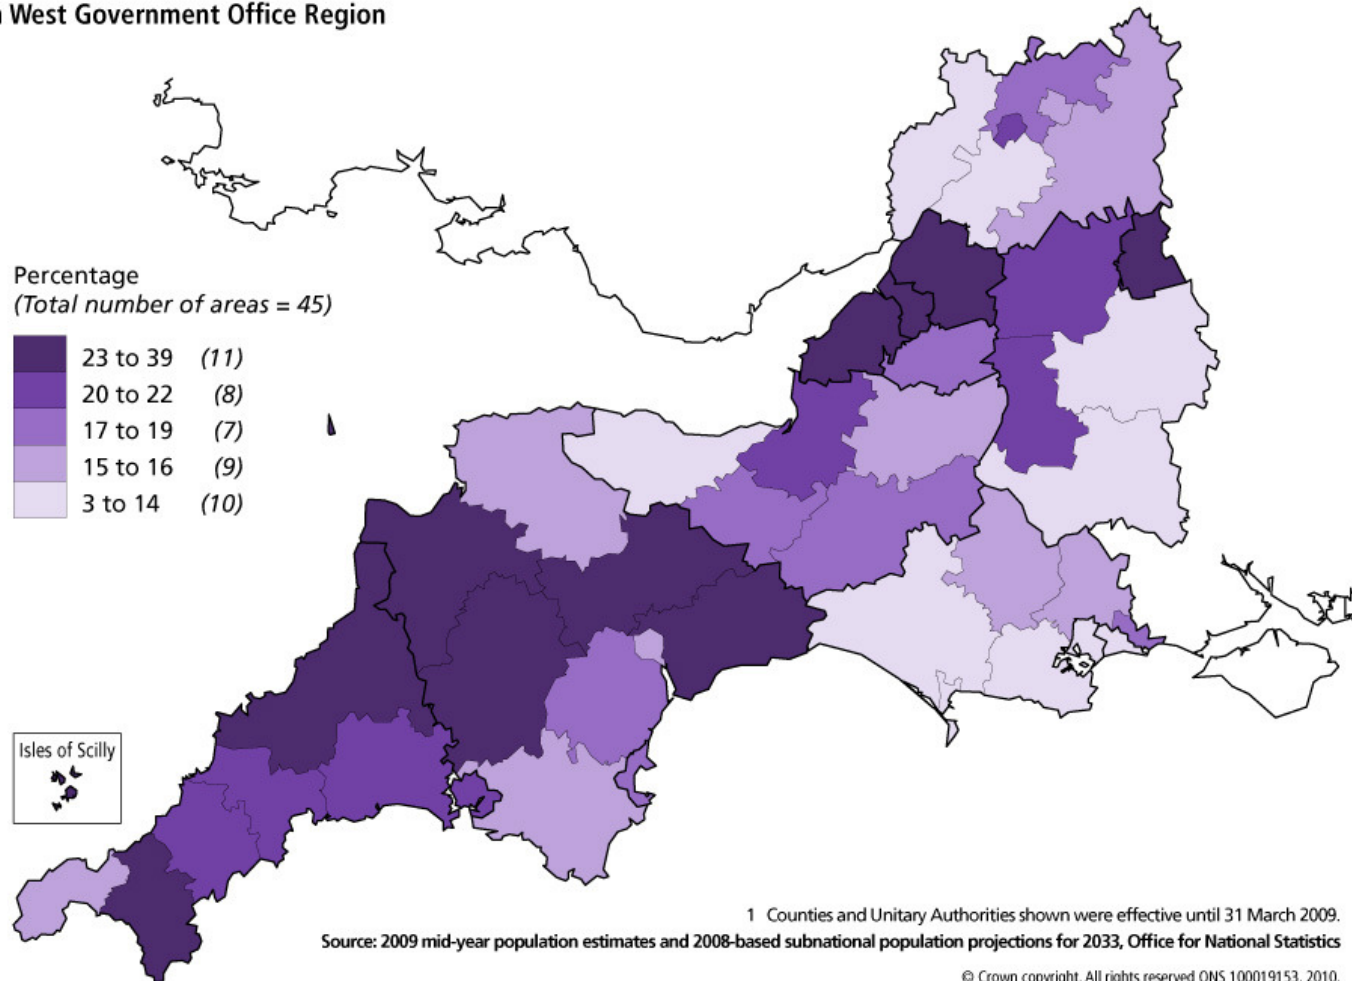 West Government Office Region
Percentage
(Total number of areas = 45)
23 to 39 (11)
20 to 22 (8)
17 to 19 (7)
15 to 16 (9)
3 to 14 (10)
Isles of Scilly
1 Counties and Unitary Authorities shown were effective until 31 March 2009.
Source: 2009 mid-year population estimates and 2008-based subnational population projections for 2033, Office for National Statistics
© Crown copyright. All rights reserved ONS 100019153. 2010.